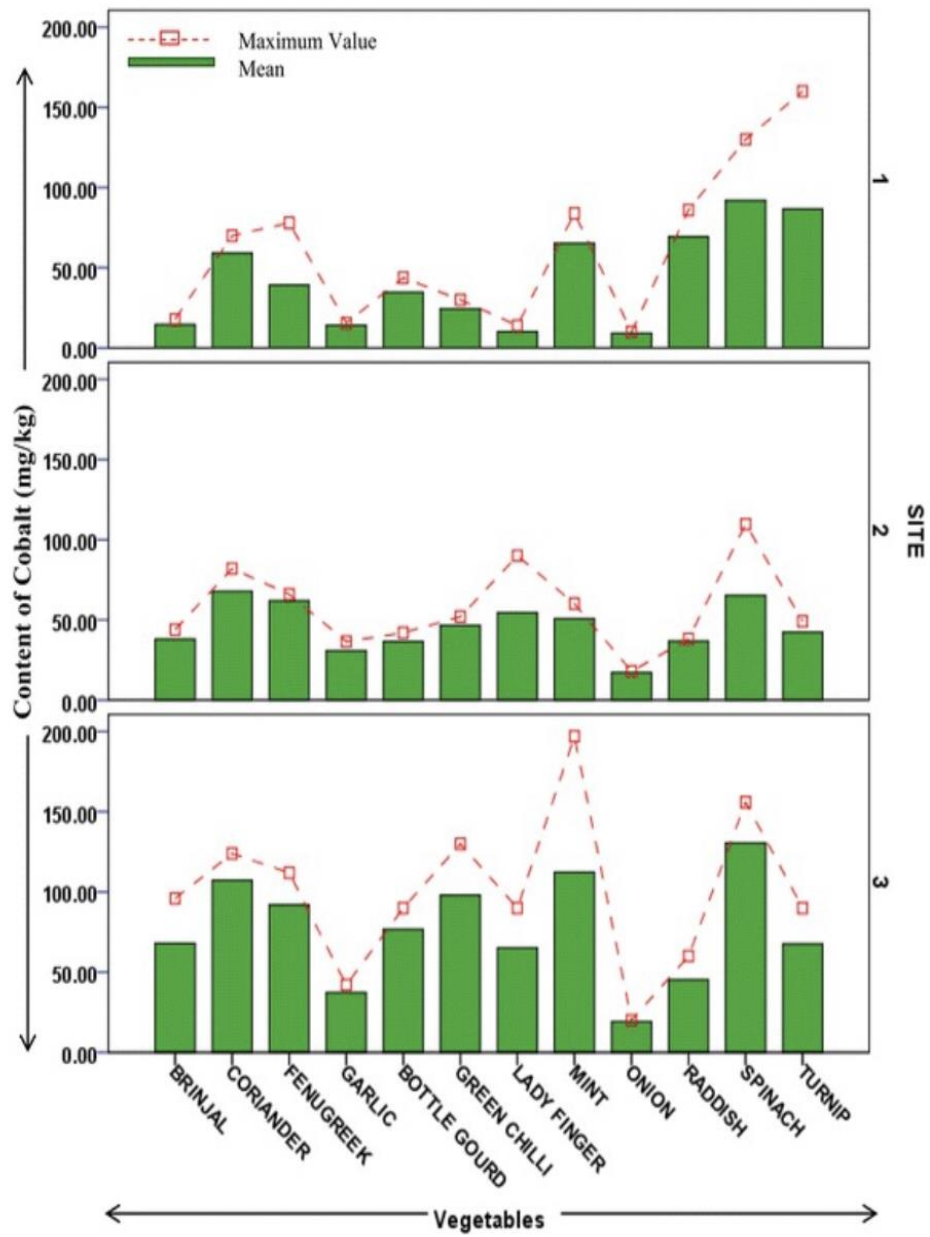 200.00
Maximum Value
Mean
150.00
100.00
50.00
0.00
1
200.00
150.00
100.00
50.00
0.00
2
200.00
150.00
100.00
50.00
0.00
3
Content of Cobalt (mg/kg)
SITE
BRINJAL
CORIANDER
FENUGREEK
GARLIC
BOTTLE GOURD
GREEN CHILLI
LADY FINGER
MINT
ONION
RADDISH
SPINACH
TURNIP
Vegetables